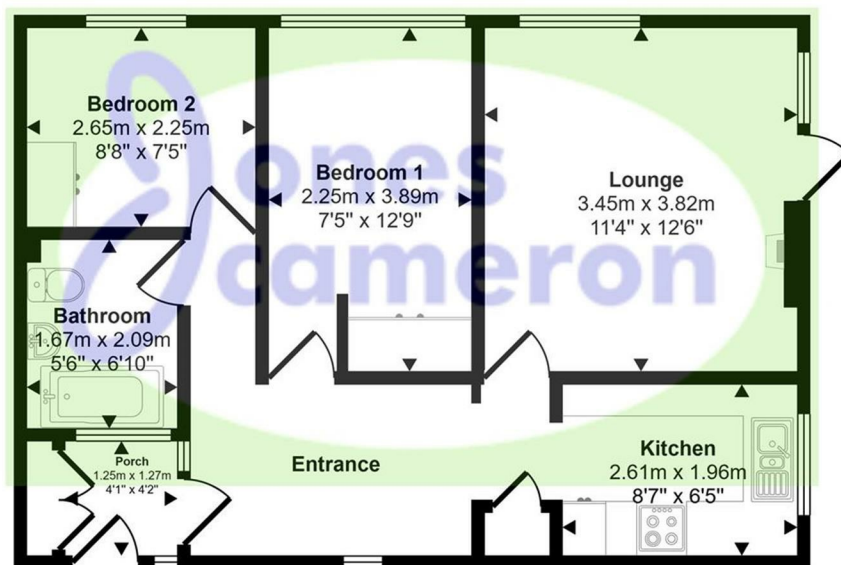 Bedroom 2
2.65m x 2.25m
8'8" x 7'5"
Bedroom 1
2.25m x 3.89m
7'5" x 12'9"
Lounge
3.45m x 3.82m
11'4" x 12'6"
Jones
cameron
Bathroom
1.67m x 2.09m
5'6" x 6'10"
Porch
1.25m x 1.27m
4'1" x 4'2"
Entrance
Kitchen
2.61m x 1.96m
8'7" x 6'5"